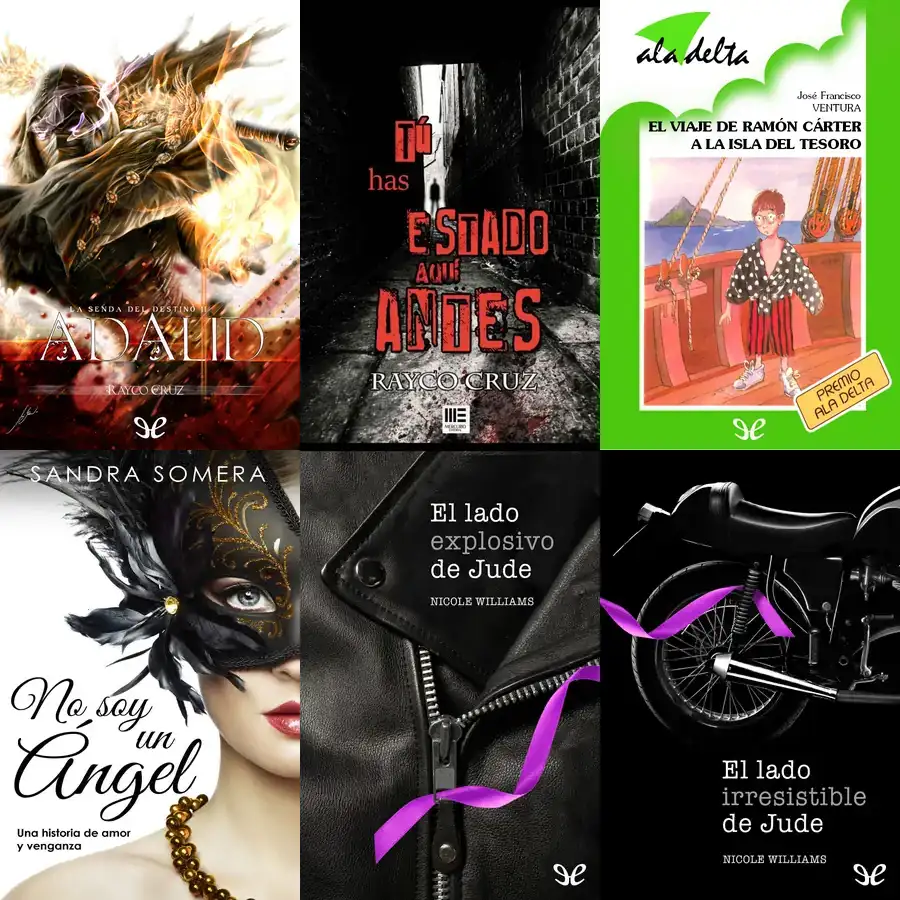 LA SENDA DEL DESTINO II
ADALID
RAYCO CRUZ
TÚ
has
ESTADO
AQUÍ
ANTES
RAYCO CRUZ
MERCURIO
EDITORIAL
ala delta
José Francisco
VENTURA
EL VIAJE DE RAMÓN CÁRTER
A LA ISLA DEL TESORO
PREMIO
ALA DELTA
SANDRA SOMERA
No soy
un
Ángel
Una historia de amor
y venganza
El lado
explosivo
de Jude
NICOLE WILLIAMS
El lado
irresistible
de Jude
NICOLE WILLIAMS